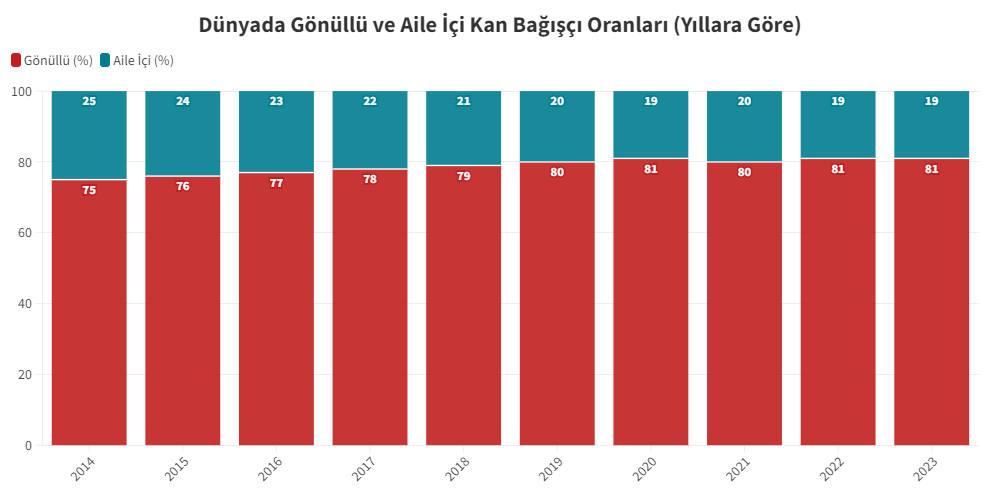 Dünyada Gönüllü ve Aile İçi Kan Bağışçı Oranları (Yıllara Göre)
Gönüllü (%) Aile İçi (%)
100
25 24 23 22 21 20 19 20 19 19
80
75 76 77 78 79 80 81 80 81 81
60
40
20
0
2014 2015 2016 2017 2018 2019 2020 2021 2022 2023